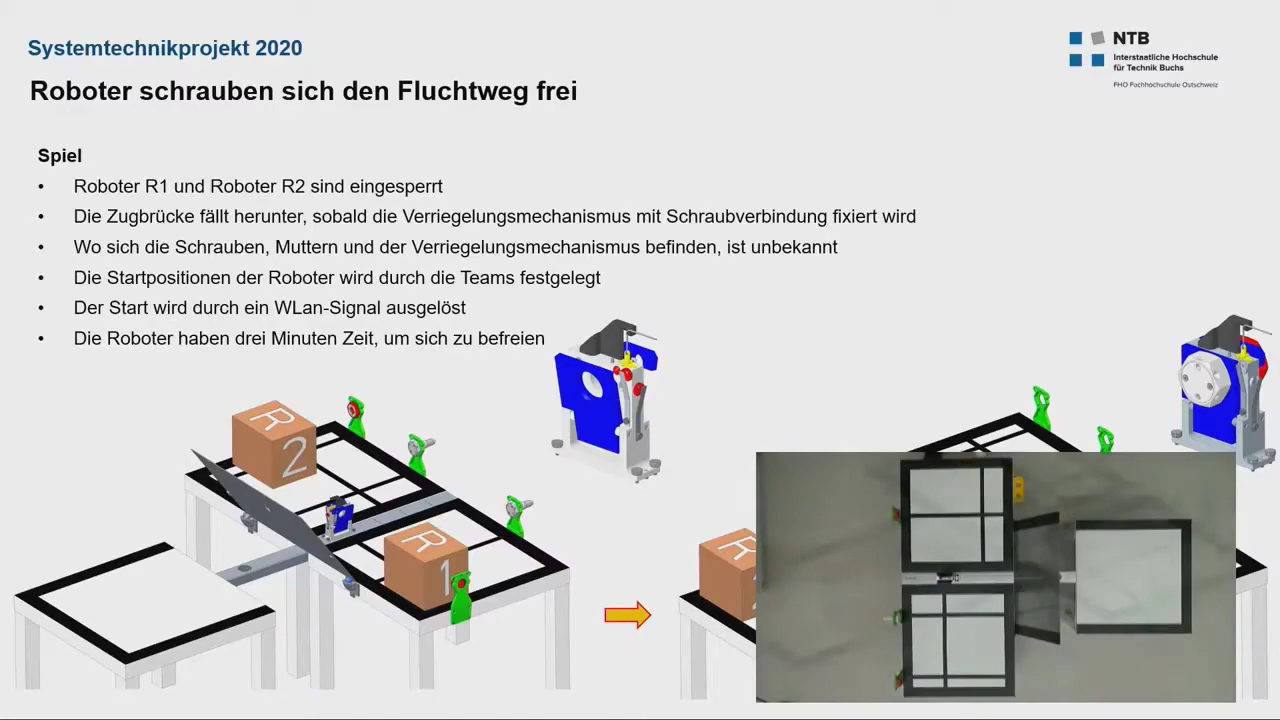 Systemtechnikprojekt 2020
NTB
Interstaatliche Hochschule
für Technik Buchs
FHO Fachhochschule Ostschweiz
Roboter schrauben sich den Fluchtweg frei
Spiel
• Roboter R1 und Roboter R2 sind eingesperrt
• Die Zugbrücke fällt herunter, sobald die Verriegelungsmechanismus mit Schraubverbindung fixiert wird
• Wo sich die Schrauben, Muttern und der Verriegelungsmechanismus befinden, ist unbekannt
• Die Startpositionen der Roboter wird durch die Teams festgelegt
• Der Start wird durch ein WLan-Signal ausgelöst
• Die Roboter haben drei Minuten Zeit, um sich zu befreien
R
2
R
1
R